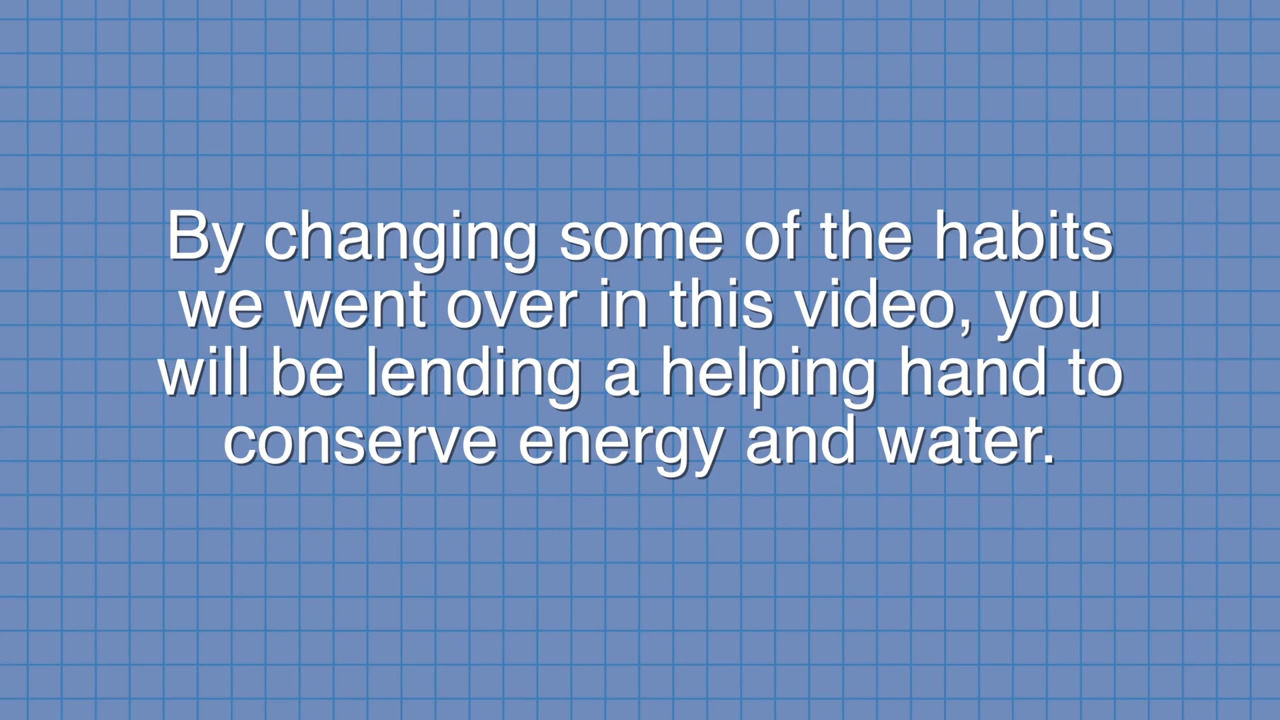 By changing some of the habits
we went over in this video, you
will be lending a helping hand to
conserve energy and water.